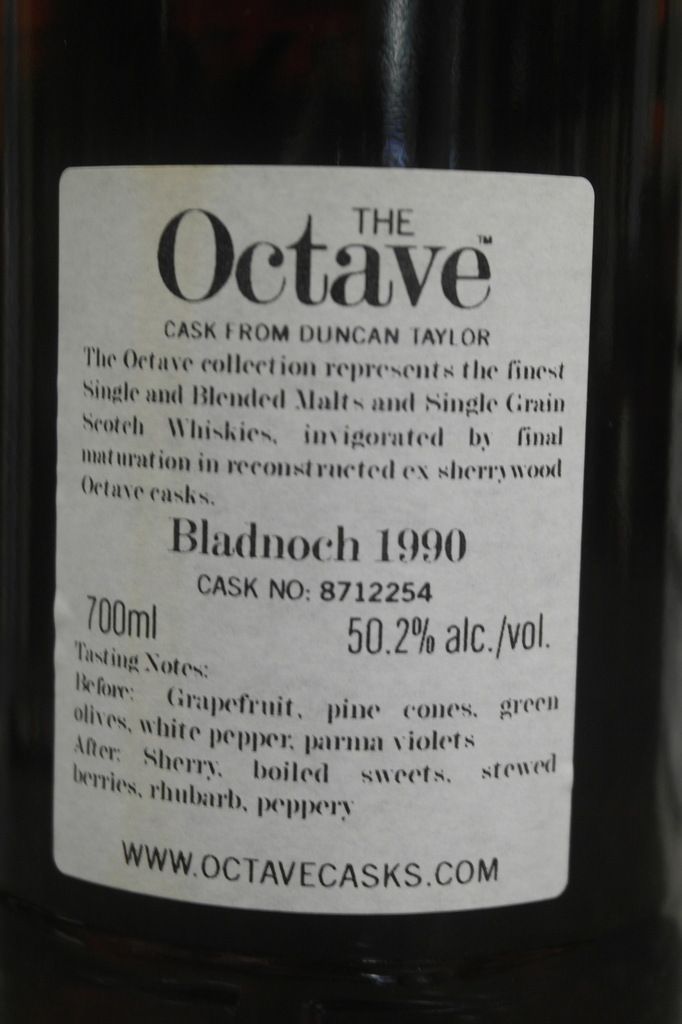 THE
Octave™
CASK FROM DUNCAN TAYLOR
The Octave collection represents the finest
Single and Blended Malts and Single Grain
Scotch Whiskies, invigorated by final
maturation in reconstructed ex sherrywood
Octave casks.
Bladnoch 1990
CASK NO: 8712254
700ml 50.2% alc./vol.
Tasting Notes:
Before: Grapefruit, pine cones, green
olives, white pepper, parma violets
After: Sherry, boiled sweets, stewed
berries, rhubarb, peppery
WWW.OCTAVECASKS.COM